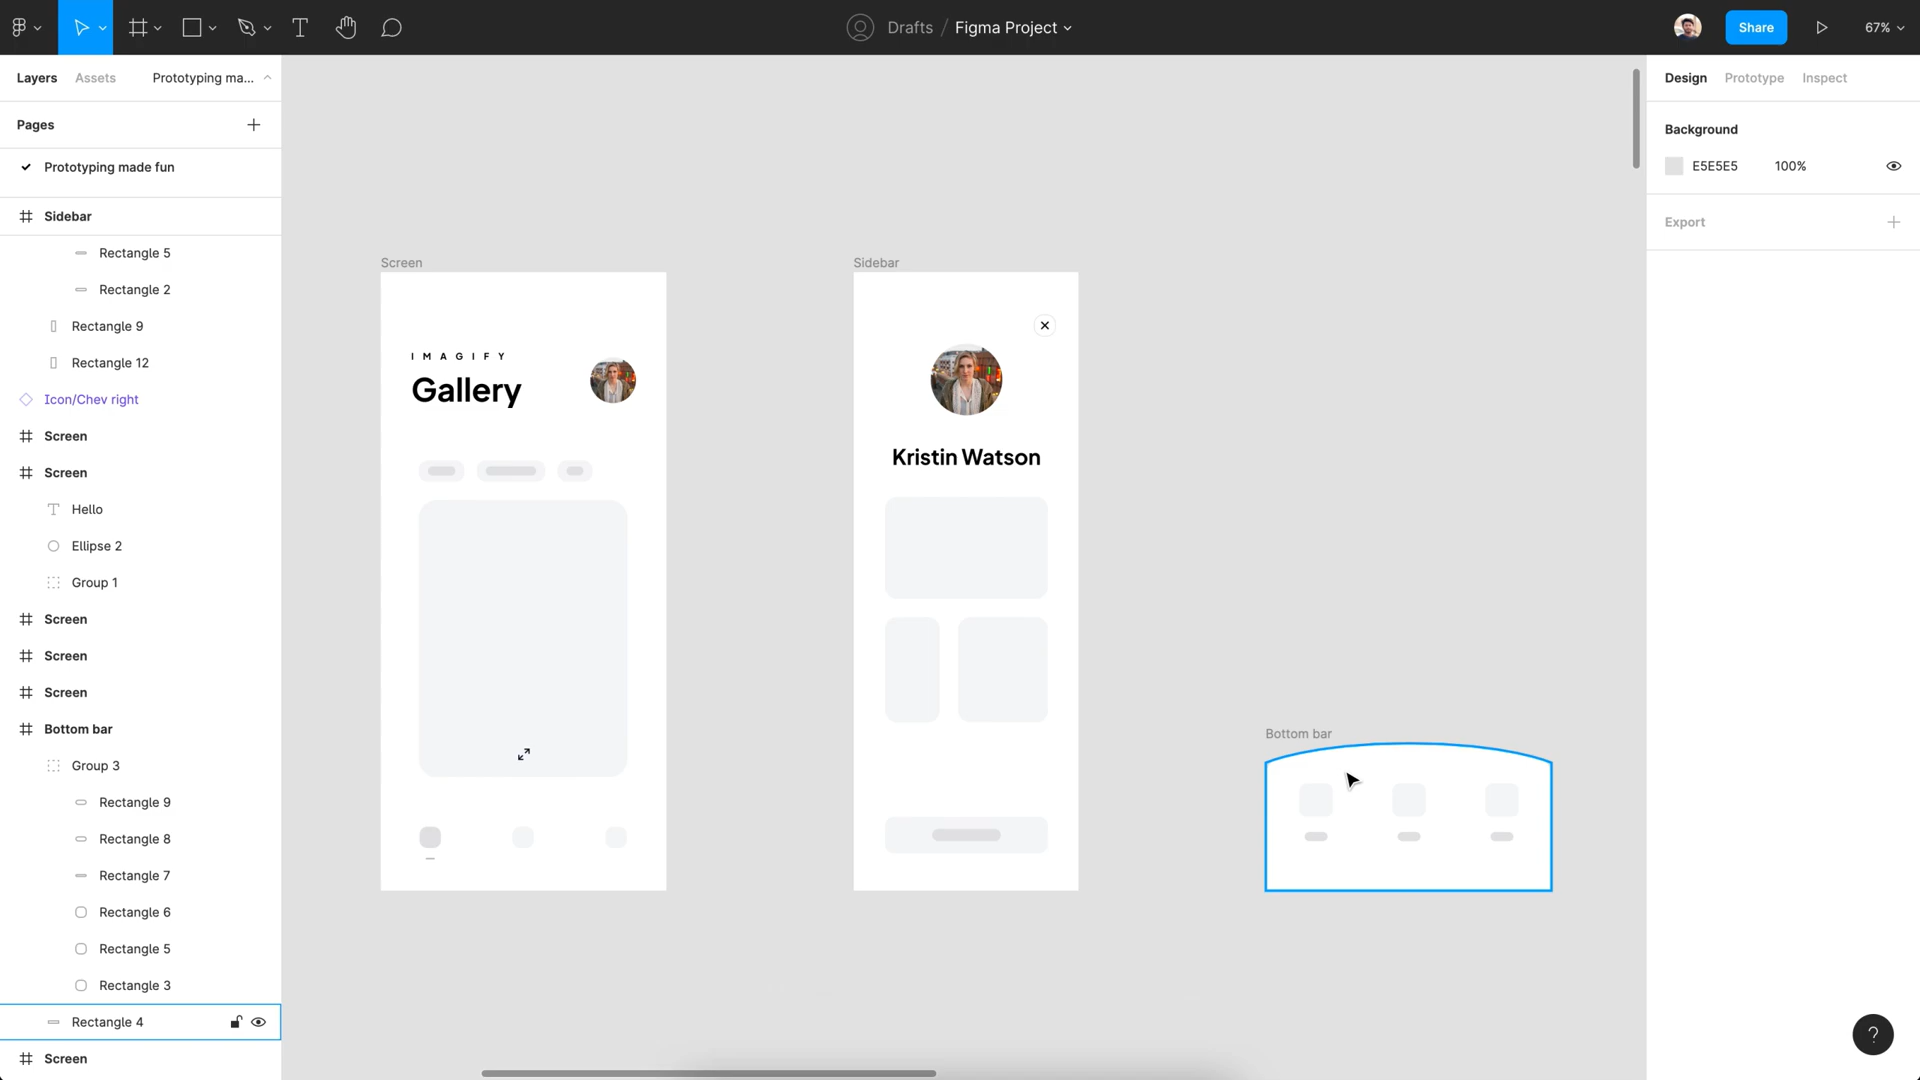 Drafts / Figma Project
Share
67%
Layers
Assets
Prototyping ma...
Design
Prototype
Inspect
Pages
Background
E5E5E5
100%
Export
Prototyping made fun
Sidebar
Rectangle 5
Rectangle 2
Rectangle 9
Rectangle 12
Icon/Chev right
Screen
Screen
Hello
Ellipse 2
Group 1
Screen
Screen
Screen
Bottom bar
Group 3
Rectangle 9
Rectangle 8
Rectangle 7
Rectangle 6
Rectangle 5
Rectangle 3
Rectangle 4
Screen
Screen
IMAGIFY
Gallery
Sidebar
Kristin Watson
Bottom bar
?